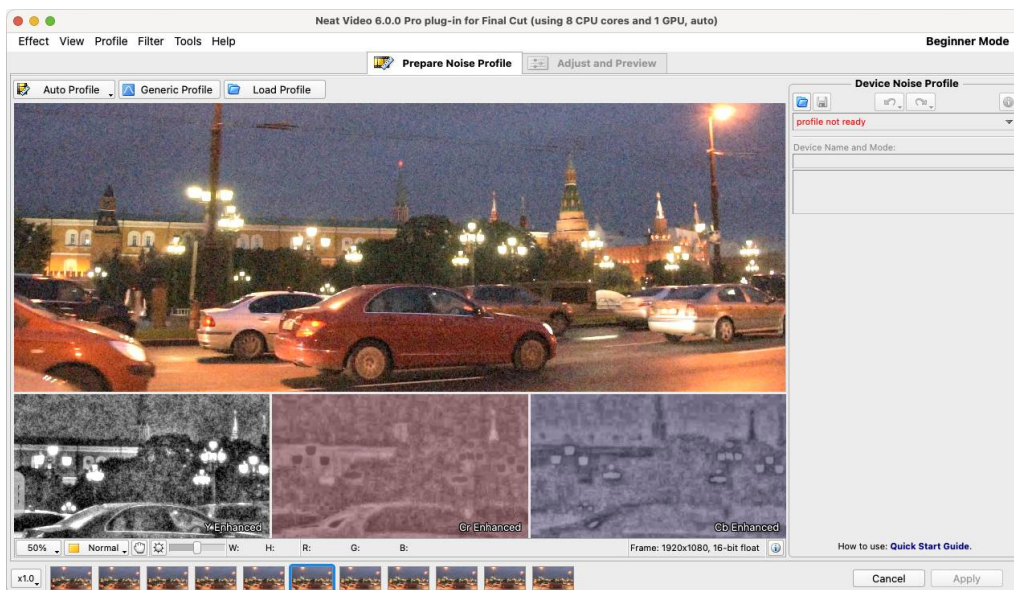 Neat Video 6.0.0 Pro plug-in for Final Cut (using 8 CPU cores and 1 GPU, auto)
Effect View Profile Filter Tools Help Beginner Mode
Prepare Noise Profile Adjust and Preview
Auto Profile Generic Profile Load Profile
Device Noise Profile
profile not ready
Device Name and Mode:
Y Enhanced Cr Enhanced Cb Enhanced
50% Normal W: H: R: G: B: Frame: 1920x1080, 16-bit float
How to use: Quick Start Guide.
x1.0 Cancel Apply